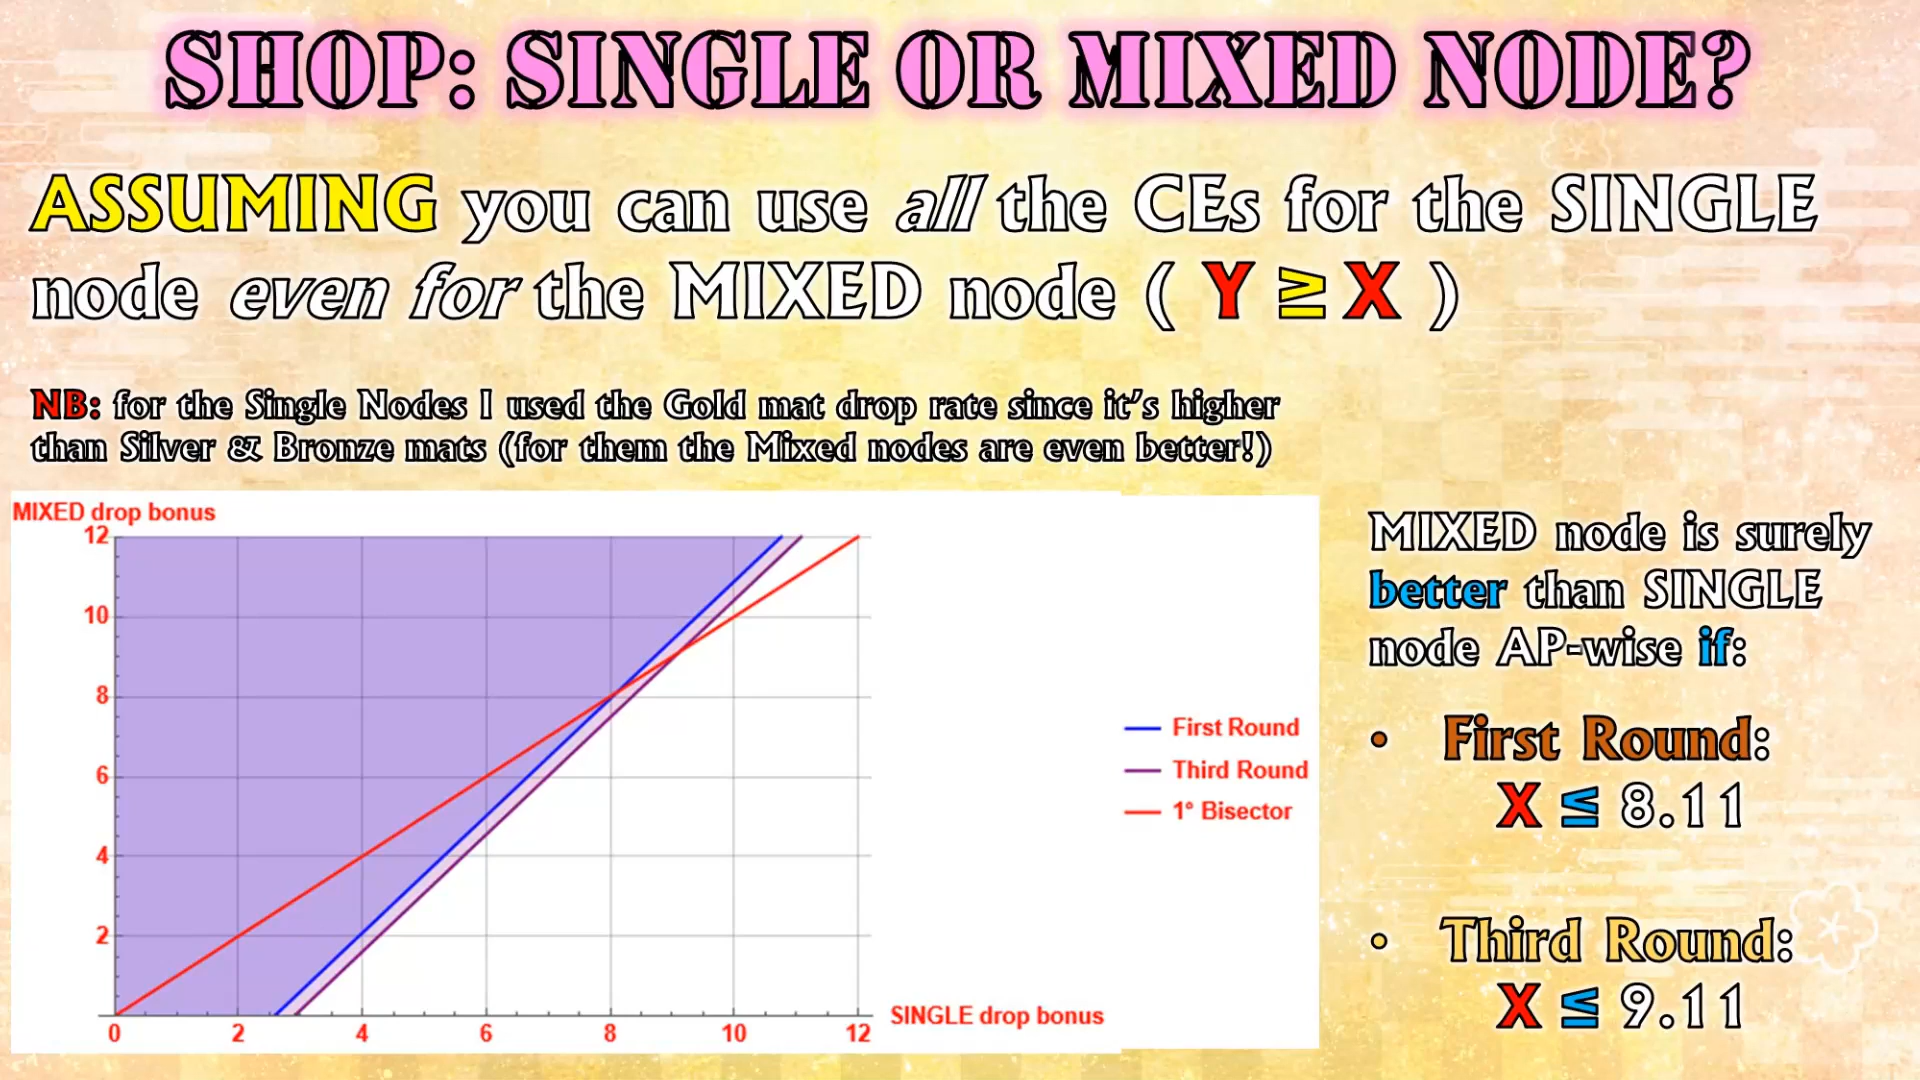 SHOP: SINGLE OR MIXED NODE?
ASSUMING you can use all the CEs for the SINGLE
node even for the MIXED node ( Y ≥ X )
NB: for the Single Nodes I used the Gold mat drop rate since it's higher
than Silver & Bronze mats (for them the Mixed nodes are even better!)
MIXED drop bonus
12
10
8
6
4
2
0 2 4 6 8 10 12
SINGLE drop bonus
First Round
Third Round
1° Bisector
MIXED node is surely
better than SINGLE
node AP-wise if:
• First Round:
X ≤ 8.11
• Third Round:
X ≤ 9.11